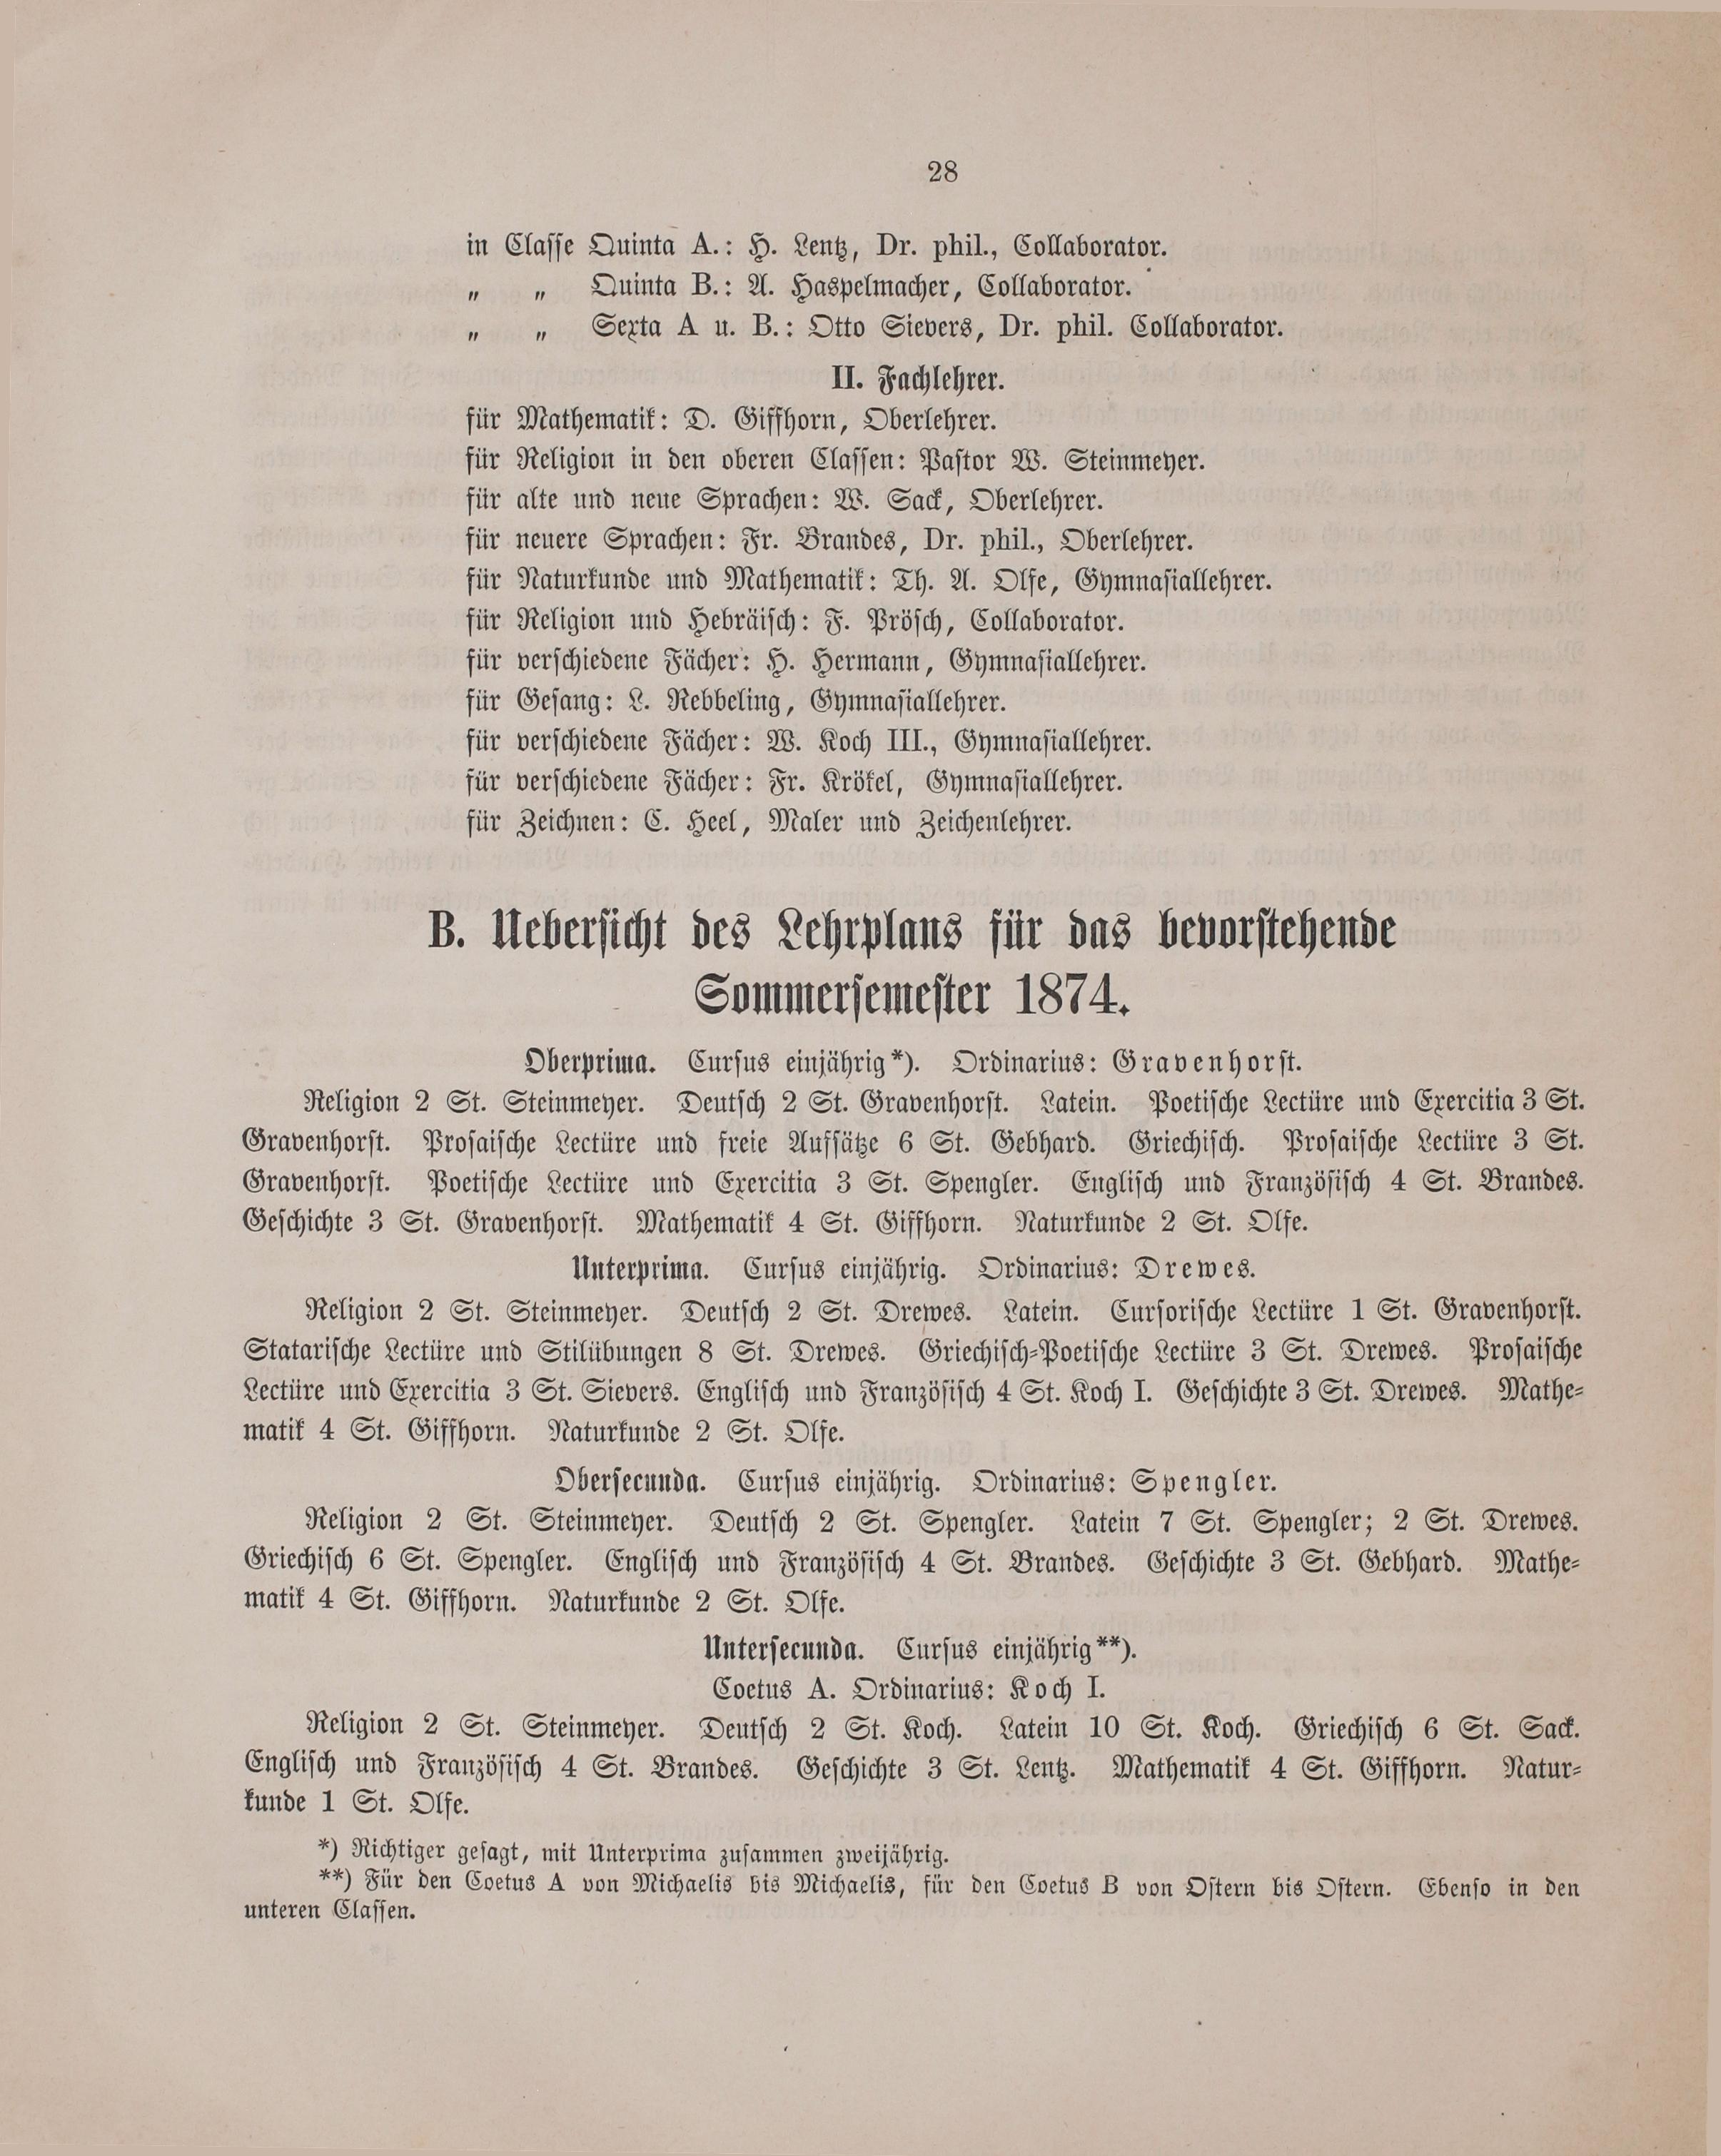 28
in Classe Quinta A.: H. Lentz, Dr. phil., Collaborator.
„ „ Quinta B.: A. Haspelmacher, Collaborator.
„ „ Sexta A u. B.: Otto Sievers, Dr. phil. Collaborator.
II. Fachlehrer.
für Mathematik: D. Giffhorn, Oberlehrer.
für Religion in den oberen Classen: Pastor W. Steinmeyer.
für alte und neue Sprachen: W. Sack, Oberlehrer.
für neuere Sprachen: Fr. Brandes, Dr. phil., Oberlehrer.
für Naturkunde und Mathematik: Th. A. Olfe, Gymnasiallehrer.
für Religion und Hebräisch: F. Prösch, Collaborator.
für verschiedene Fächer: H. Hermann, Gymnasiallehrer.
für Gesang: L. Rebbeling, Gymnasiallehrer.
für verschiedene Fächer: W. Koch III., Gymnasiallehrer.
für verschiedene Fächer: Fr. Krökel, Gymnasiallehrer.
für Zeichnen: C. Heel, Maler und Zeichenlehrer.
B. Uebersicht des Lehrplans für das bevorstehende
Sommersemester 1874.
Oberprima. Cursus einjährig*). Ordinarius: Gravenhorst.
Religion 2 St. Steinmeyer. Deutsch 2 St. Gravenhorst. Latein. Poetische Lectüre und Exercitia 3 St.
Gravenhorst. Prosaische Lectüre und freie Aufsätze 6 St. Gebhard. Griechisch. Prosaische Lectüre 3 St.
Gravenhorst. Poetische Lectüre und Exercitia 3 St. Spengler. Englisch und Französisch 4 St. Brandes.
Geschichte 3 St. Gravenhorst. Mathematik 4 St. Giffhorn. Naturkunde 2 St. Olfe.
Unterprima. Cursus einjährig. Ordinarius: Drewes.
Religion 2 St. Steinmeyer. Deutsch 2 St. Drewes. Latein. Cursorische Lectüre 1 St. Gravenhorst.
Statarische Lectüre und Stilübungen 8 St. Drewes. Griechisch-Poetische Lectüre 3 St. Drewes. Prosaische
Lectüre und Exercitia 3 St. Sievers. Englisch und Französisch 4 St. Koch I. Geschichte 3 St. Drewes. Mathe-
matik 4 St. Giffhorn. Naturkunde 2 St. Olfe.
Obersecunda. Cursus einjährig. Ordinarius: Spengler.
Religion 2 St. Steinmeyer. Deutsch 2 St. Spengler. Latein 7 St. Spengler; 2 St. Drewes.
Griechisch 6 St. Spengler. Englisch und Französisch 4 St. Brandes. Geschichte 3 St. Gebhard. Mathe-
matik 4 St. Giffhorn. Naturkunde 2 St. Olfe.
Untersecunda. Cursus einjährig**).
Coetus A. Ordinarius: Koch I.
Religion 2 St. Steinmeyer. Deutsch 2 St. Koch. Latein 10 St. Koch. Griechisch 6 St. Sack.
Englisch und Französisch 4 St. Brandes. Geschichte 3 St. Lentz. Mathematik 4 St. Giffhorn. Natur-
kunde 1 St. Olfe.
*) Richtiger gesagt, mit Unterprima zusammen zweijährig.
**) Für den Coetus A von Michaelis bis Michaelis, für den Coetus B von Ostern bis Ostern. Ebenso in den
unteren Classen.